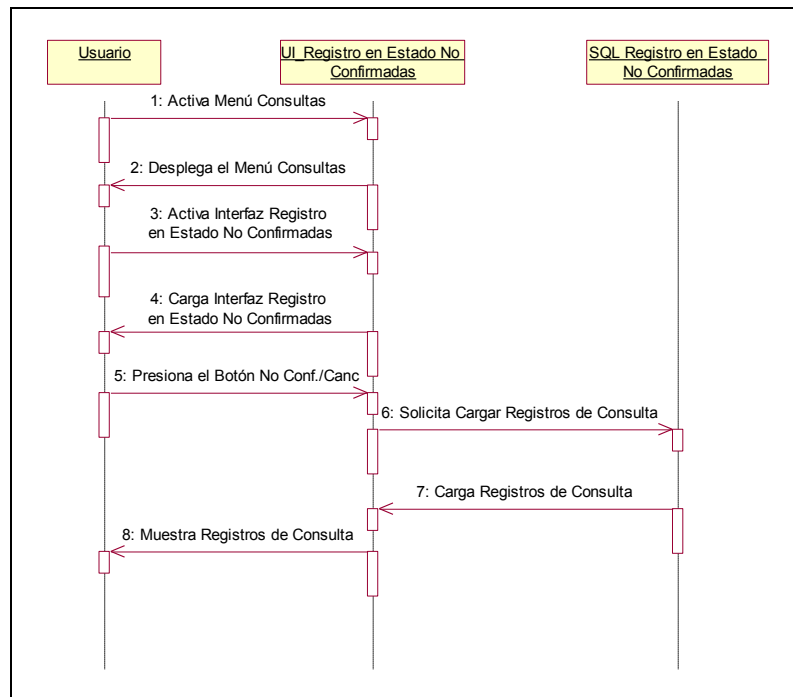 Usuario
UI_Registro en Estado No
Confirmadas
SQL Registro en Estado
No Confirmadas
1: Activa Menú Consultas
2: Desplega el Menú Consultas
3: Activa Interfaz Registro
en Estado No Confirmadas
4: Carga Interfaz Registro
en Estado No Confirmadas
5: Presiona el Botón No Conf./Canc
6: Solicita Cargar Registros de Consulta
7: Carga Registros de Consulta
8: Muestra Registros de Consulta